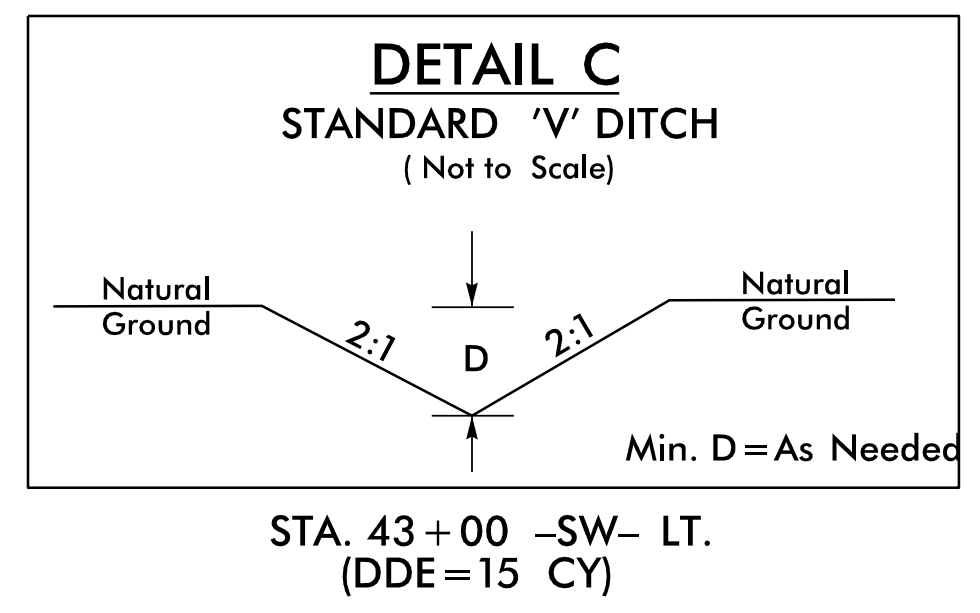 DETAIL C
STANDARD 'V' DITCH
( Not to Scale)
Natural
Ground
2:1
D
2:1
Natural
Ground
Min. D=As Needed
STA. 43+00 –SW– LT.
(DDE=15 CY)